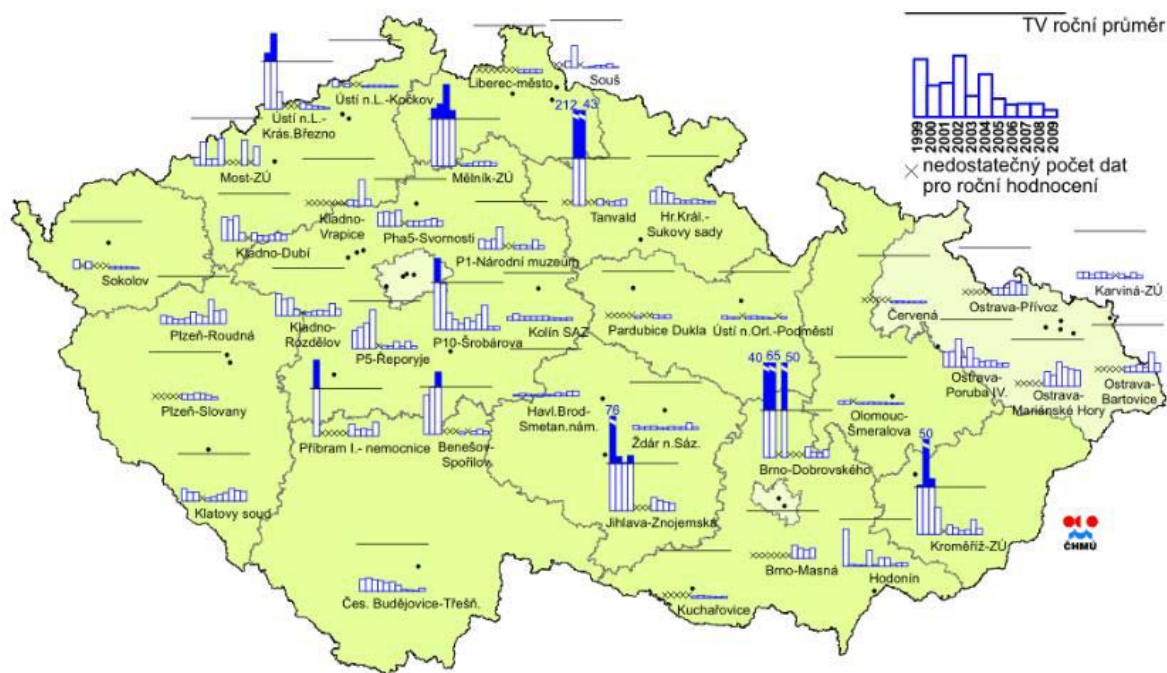 TV roční průměr
1999
2000
2001
2002
2003
2004
2005
2006
2007
2008
2009
nedostatečný počet dat
pro roční hodnocení
Liberec-město
Souš
Ústí n.L.-Kočkov
Ústí n.L.-
Krás.Březno
212 43
Most-ZÚ
Mělník-ZÚ
Tanvald
Hr.Král.-
Sukovy sady
Kladno-
Vrapice
Pha5-Svornosti
P1-Národní muzeum
Kladno-Dubí
Sokolov
Karviná-ZÚ
Ostrava-Přívoz
Červená
Plzeň-Roudná
Kladno-
Rozdělov
P10-Šrobárova
Kolín SAZ
Pardubice Dukla
Ústí n.Orl.-Podměstí
P5-Řeporyje
40 65 50
Ostrava-
Poruba IV.
Ostrava-
Mariánské Hory
Ostrava-
Bartovice
Plzeň-Slovany
Havl.Brod-
Smetan.nám.
76
Olomouc-
Šmeralova
Příbram I.- nemocnice
Benešov-
Spořilov
Žďár n.Sáz.
50
Brno-Dobrovského
Klatovy soud
Jihlava-Znojemská
Kroměříž-ZÚ
ČHMÚ
Brno-Masná
Hodonín
Čes. Budějovice-Třešň.
Kuchařovice